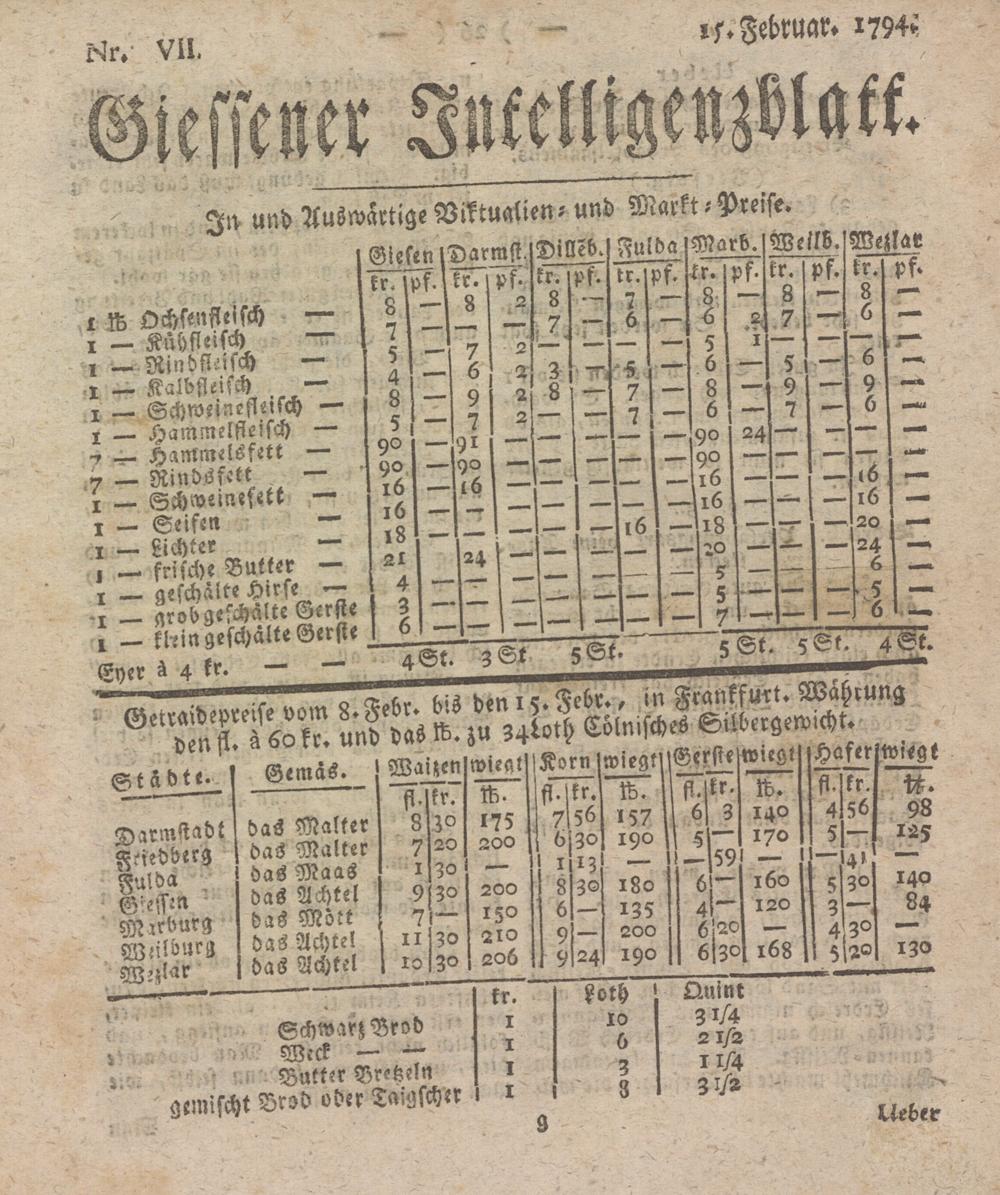 Nr. VII. 15. Februar. 1794.
Giessener Intelligenzblatt.
In und Auswärtige Viktualien- und Markt-Preise.
Giesen Darmst. Dillēb. Fulda Marb. Weilb. Wetzlar
kr. pf. kr. pf. kr. pf. kr. pf. kr. pf. kr. pf. kr. pf.
1 ℔ Ochsenfleisch — 8 — 8 2 8 — 7 — 8 — 8 — 8 —
1 — Kühfleisch — 7 — — — 7 — 6 — 6 2 7 — 6 —
1 — Rindfleisch — 5 — 7 2 — — — — 5 1 — — — —
1 — Kalbfleisch — 4 — 6 2 3 — 5 — 6 — 5 — 6 —
1 — Schweinefleisch — 8 — 9 2 8 — 7 — 8 — 9 — 9 —
1 — Hammelfleisch — 5 — 7 2 — — 7 — 6 — 7 — 6 —
7 — Hammelsfett — 90 — 91 — — — — — 90 24 — — — —
7 — Rindsfett — 90 — 90 — — — — — 90 — — — — —
1 — Schweinefett — 16 — 16 — — — — — 16 — — — 16 —
1 — Seifen — 16 — — — — — — — 16 — — — 16 —
1 — Lichter — 18 — — — — — 16 — 18 — — — 20 —
1 — frische Butter — 21 — 24 — — — — — 20 — — — 24 —
1 — geschälte Hirse — 4 — — — — — — — 5 — — — 6 —
1 — grobgeschälte Gerste 3 — — — — — — — 5 — — — 5 —
1 — kleingeschälte Gerste 6 — — — — — — — 7 — — — 6 —
Eyer à 4 kr. — — 4 St. 3 St 5 St. 5 St. 5 St. 4 St.
Getraidepreise vom 8. Febr. bis den 15. Febr., in Frankfurt. Währung
den fl. à 60 kr. und das ℔. zu 34 Loth Cölnisches Silbergewicht.
Städte. Gemäs. Waizen wiegt Korn wiegt Gerste wiegt Hafer wiegt
fl. kr. ℔. fl. kr. ℔. fl. kr. ℔. fl. kr. ℔.
Darmstadt das Malter 8 30 175 7 56 157 6 3 140 4 56 98
Friedberg das Malter 7 20 200 6 30 190 5 — 170 5 — 125
Fulda das Maas 1 30 — 1 13 — — 59 — — 41 —
Giessen das Achtel 9 30 200 8 30 180 6 — 160 5 30 140
Marburg das Mött 7 — 150 6 — 135 4 — 120 3 — 84
Weilburg das Achtel 11 30 210 9 — 200 6 20 — 4 30 —
Wezlar das Achtel 10 30 206 9 24 190 6 30 168 5 20 130
kr. Loth Quint
Schwarz Brod 1 10 3 1/4
Weck — — 1 6 2 1/2
Butter Bretzeln 1 3 1 1/4
gemischt Brod oder Taigscher 1 8 3 1/2
9 Ueber